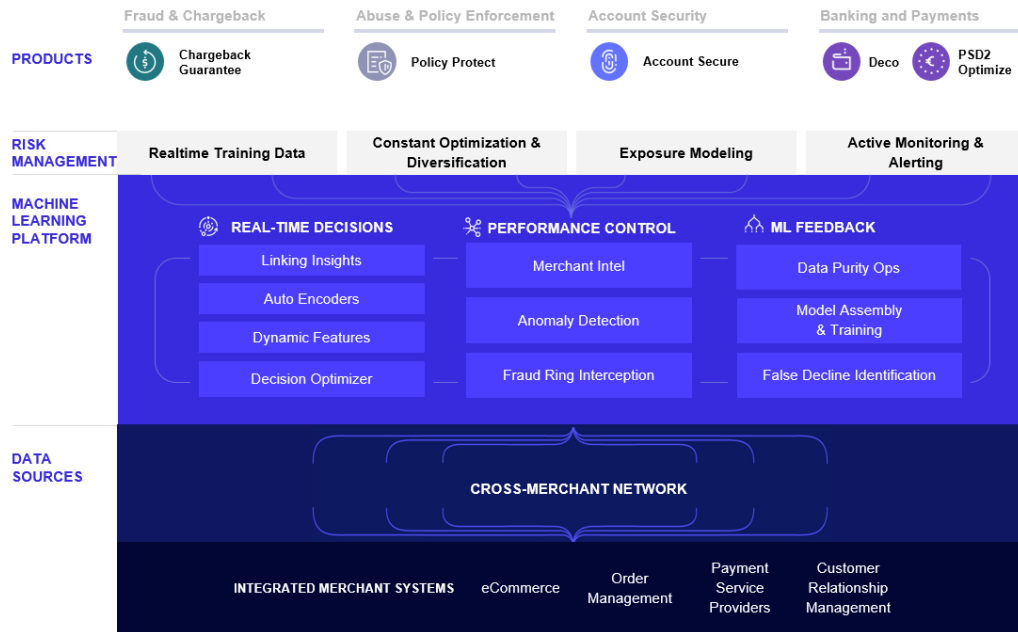 Fraud & Chargeback
Abuse & Policy Enforcement
Account Security
Banking and Payments
PRODUCTS
Chargeback
Guarantee
Policy Protect
Account Secure
Deco
PSD2
Optimize
RISK
MANAGEMENT
Realtime Training Data
Constant Optimization &
Diversification
Exposure Modeling
Active Monitoring &
Alerting
MACHINE
LEARNING
PLATFORM
REAL-TIME DECISIONS
Linking Insights
Auto Encoders
Dynamic Features
Decision Optimizer
PERFORMANCE CONTROL
Merchant Intel
Anomaly Detection
Fraud Ring Interception
ML FEEDBACK
Data Purity Ops
Model Assembly
& Training
False Decline Identification
DATA
SOURCES
CROSS-MERCHANT NETWORK
INTEGRATED MERCHANT SYSTEMS
eCommerce
Order
Management
Payment
Service
Providers
Customer
Relationship
Management